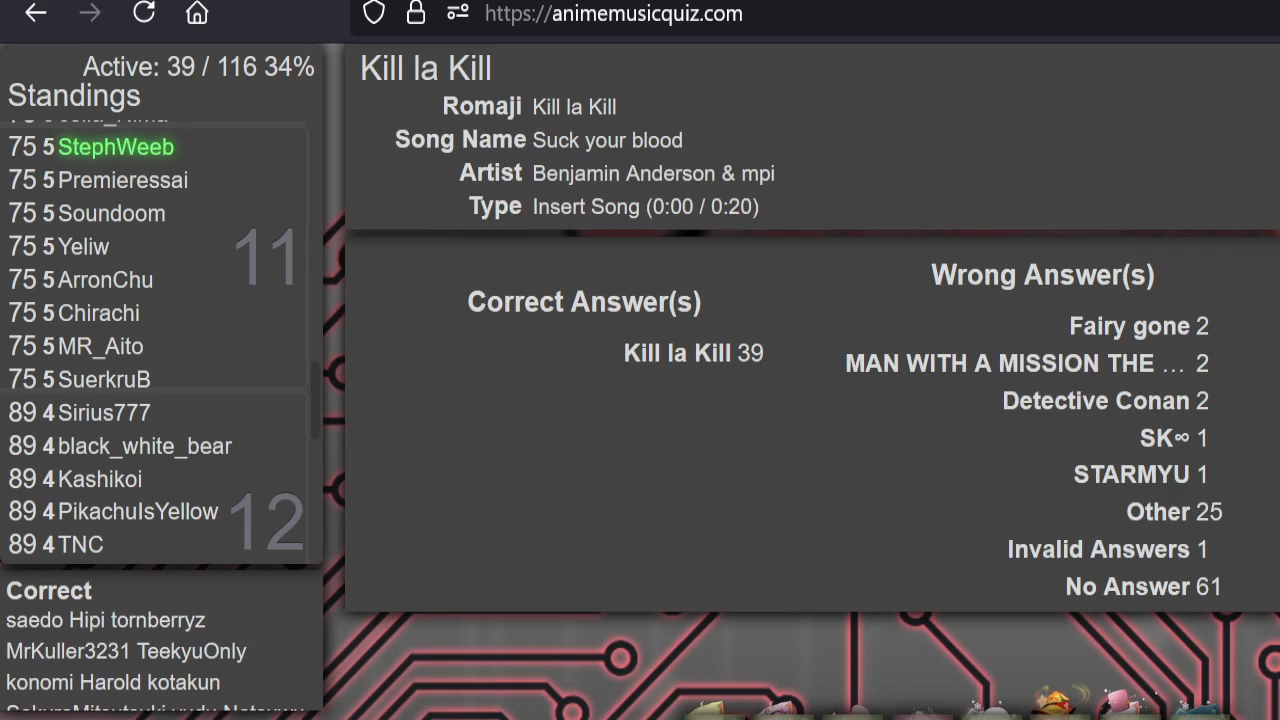 https://animemusicquiz.com
Active: 39 / 116 34%
Standings
75 5 StephWeeb
75 5 Premieressai
75 5 Soundoom
75 5 Yeliw
11
75 5 ArronChu
75 5 Chirachi
75 5 MR_Aito
75 5 SuerkruB
89 4 Sirius777
89 4 black_white_bear
89 4 Kashikoi
89 4 PikachuIsYellow
12
89 4 TNC
Correct
saedo Hipi tornberryz
MrKuller3231 TeekyuOnly
konomi Harold kotakun
Kill la Kill
Romaji Kill la Kill
Song Name Suck your blood
Artist Benjamin Anderson & mpi
Type Insert Song (0:00 / 0:20)
Correct Answer(s)
Kill la Kill 39
Wrong Answer(s)
Fairy gone 2
MAN WITH A MISSION THE … 2
Detective Conan 2
SK∞ 1
STARMYU 1
Other 25
Invalid Answers 1
No Answer 61